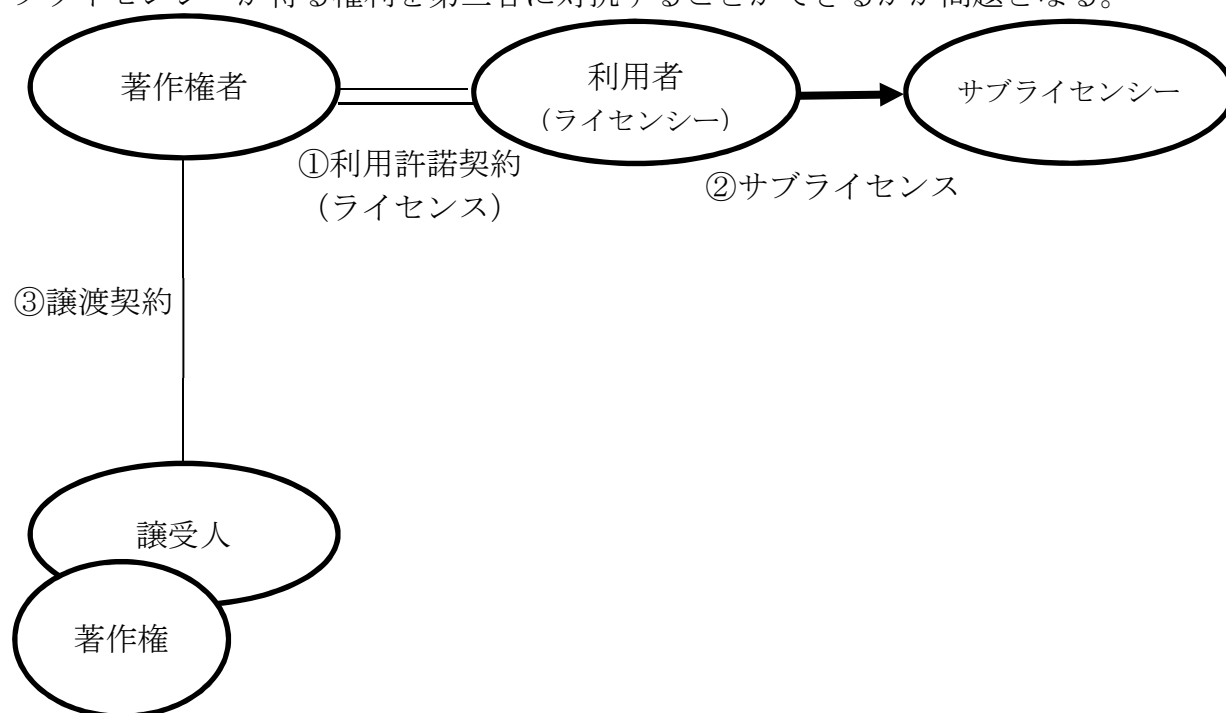 ブライセンシーが得る権利を第三者に対抗することができるかが問題となる。
著作権者
利用者
（ライセンシー）
サブライセンシー
①利用許諾契約
（ライセンス）
②サブライセンス
③譲渡契約
譲受人
著作権